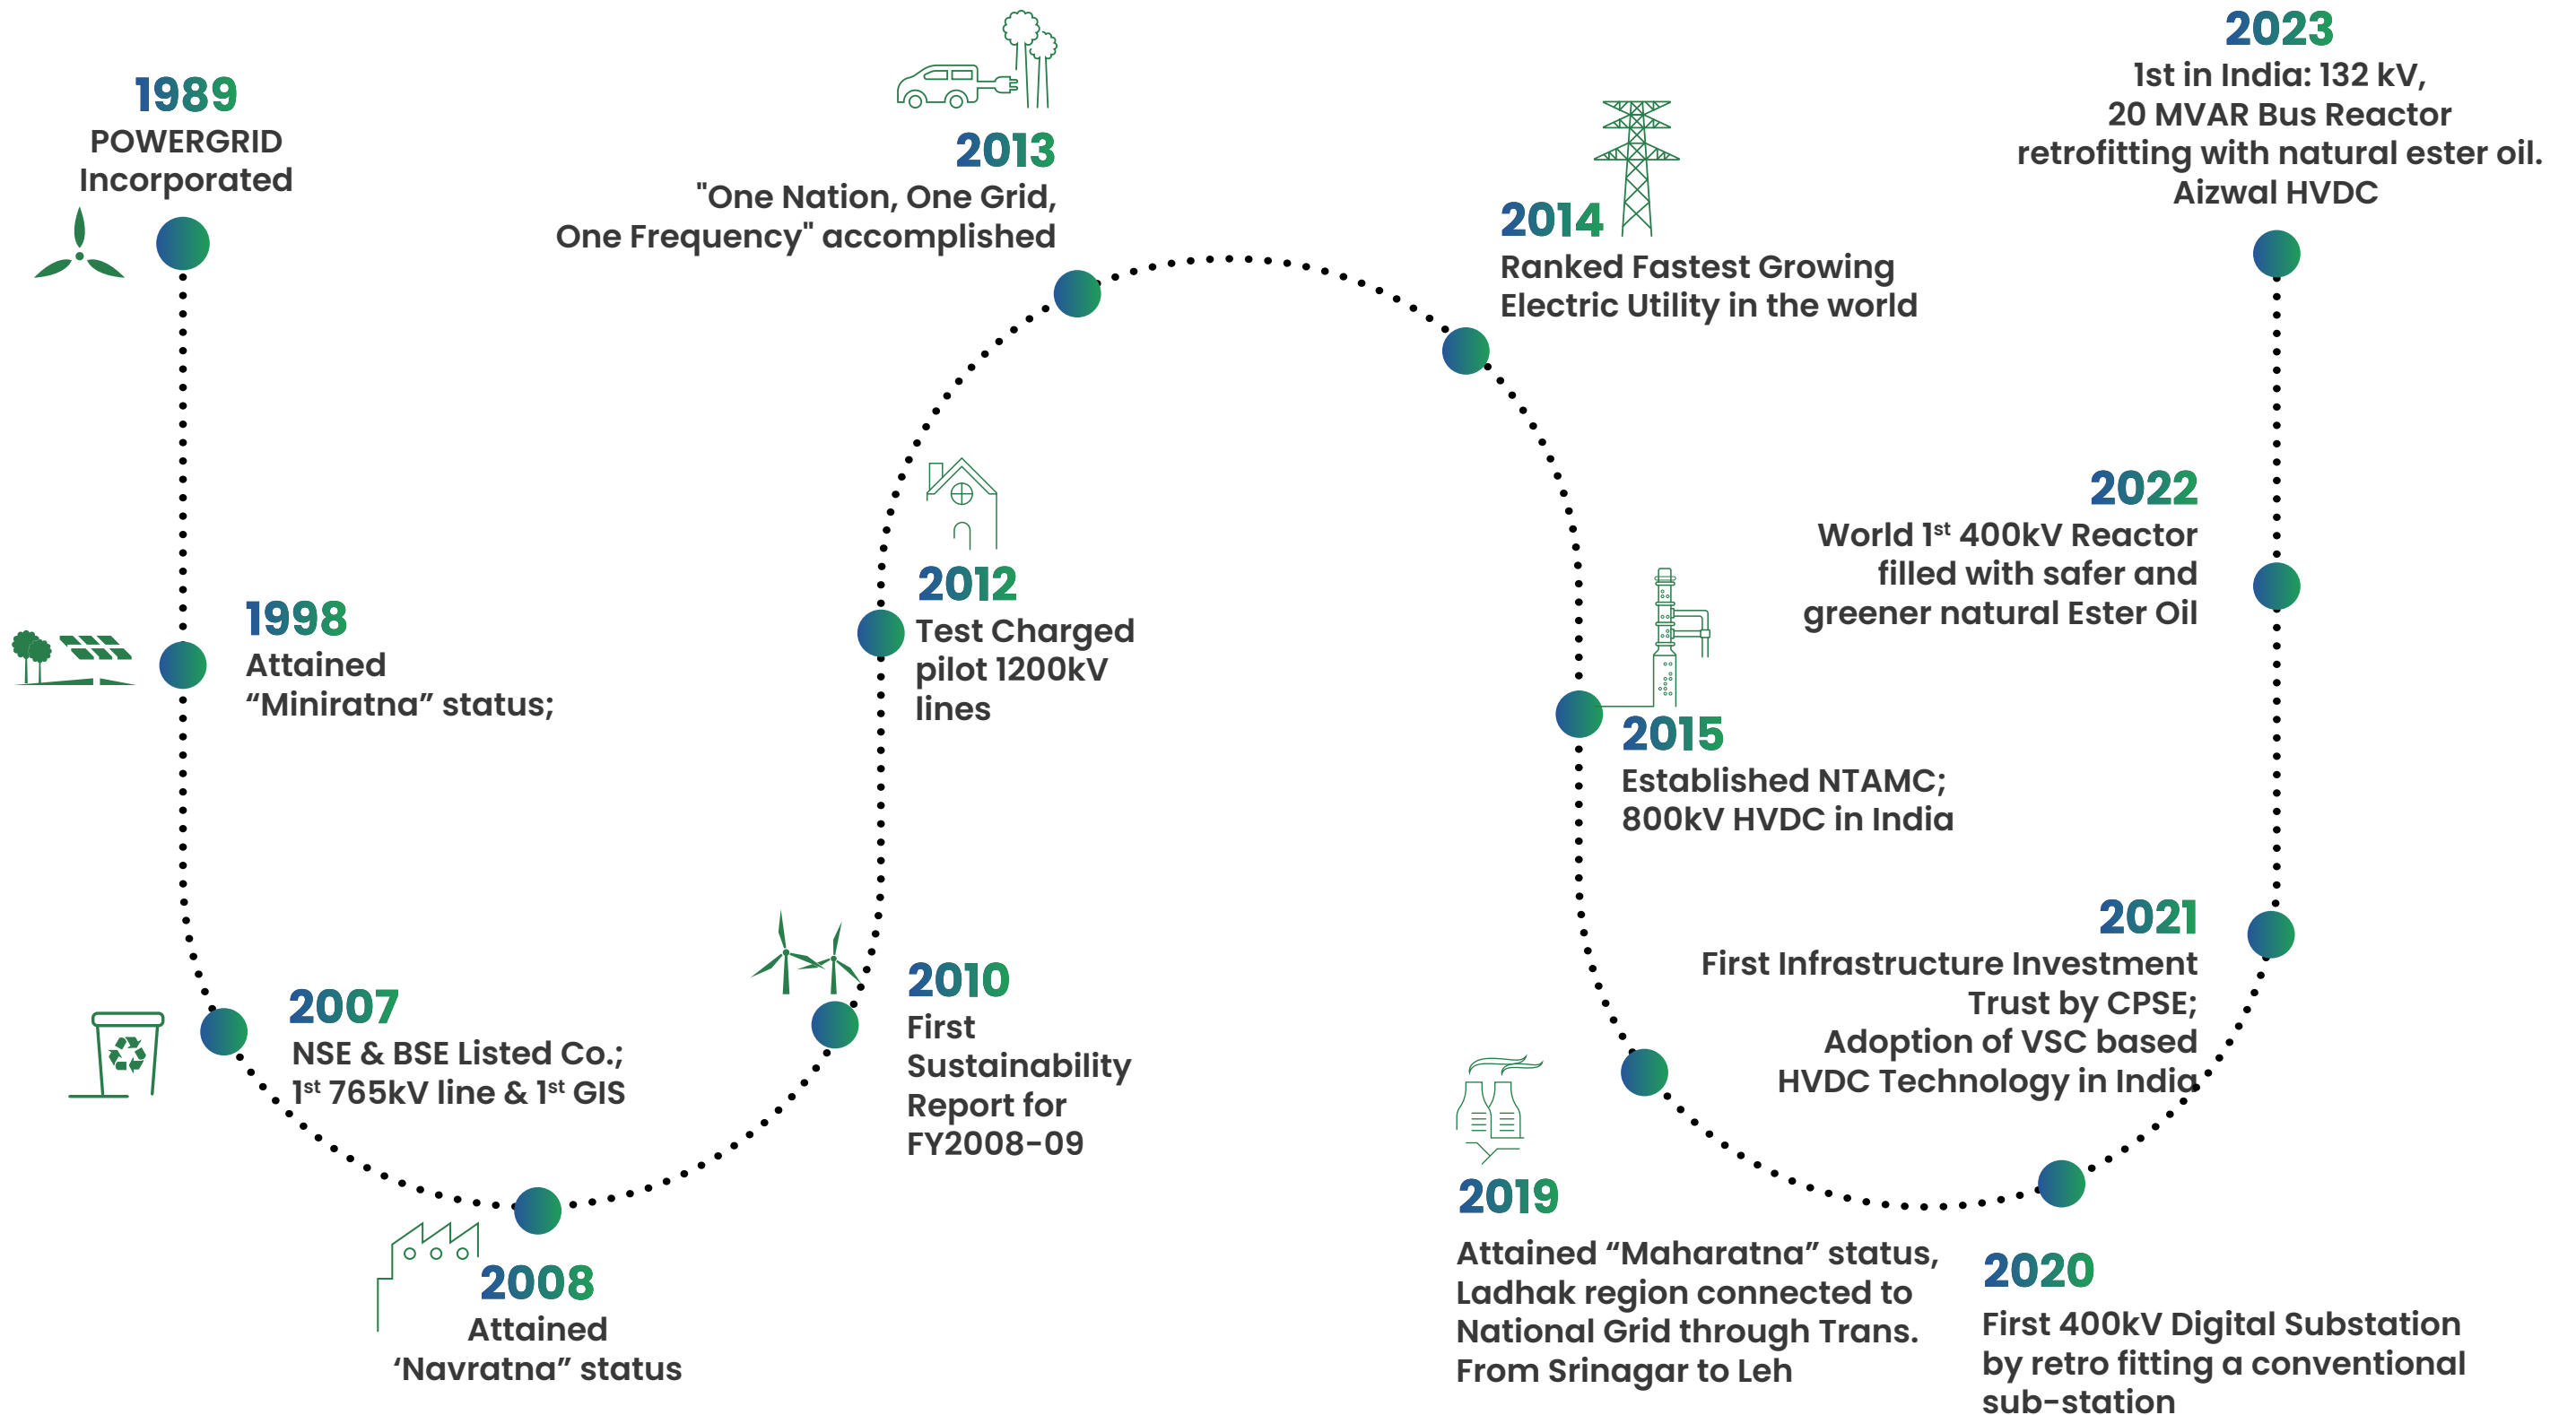 1989
POWERGRID
Incorporated
1998
Attained
“Miniratna” status;
2007
NSE & BSE Listed Co.;
1st 765kV line & 1st GIS
2008
Attained
‘Navratna” status
2010
First
Sustainability
Report for
FY2008-09
2012
Test Charged
pilot 1200kV
lines
2013
"One Nation, One Grid,
One Frequency" accomplished
2014
Ranked Fastest Growing
Electric Utility in the world
2015
Established NTAMC;
800kV HVDC in India
2019
Attained “Maharatna” status,
Ladhak region connected to
National Grid through Trans.
From Srinagar to Leh
2020
First 400kV Digital Substation
by retro fitting a conventional
sub-station
2021
First Infrastructure Investment
Trust by CPSE;
Adoption of VSC based
HVDC Technology in India
2022
World 1st 400kV Reactor
filled with safer and
greener natural Ester Oil
2023
1st in India: 132 kV,
20 MVAR Bus Reactor
retrofitting with natural ester oil.
Aizwal HVDC